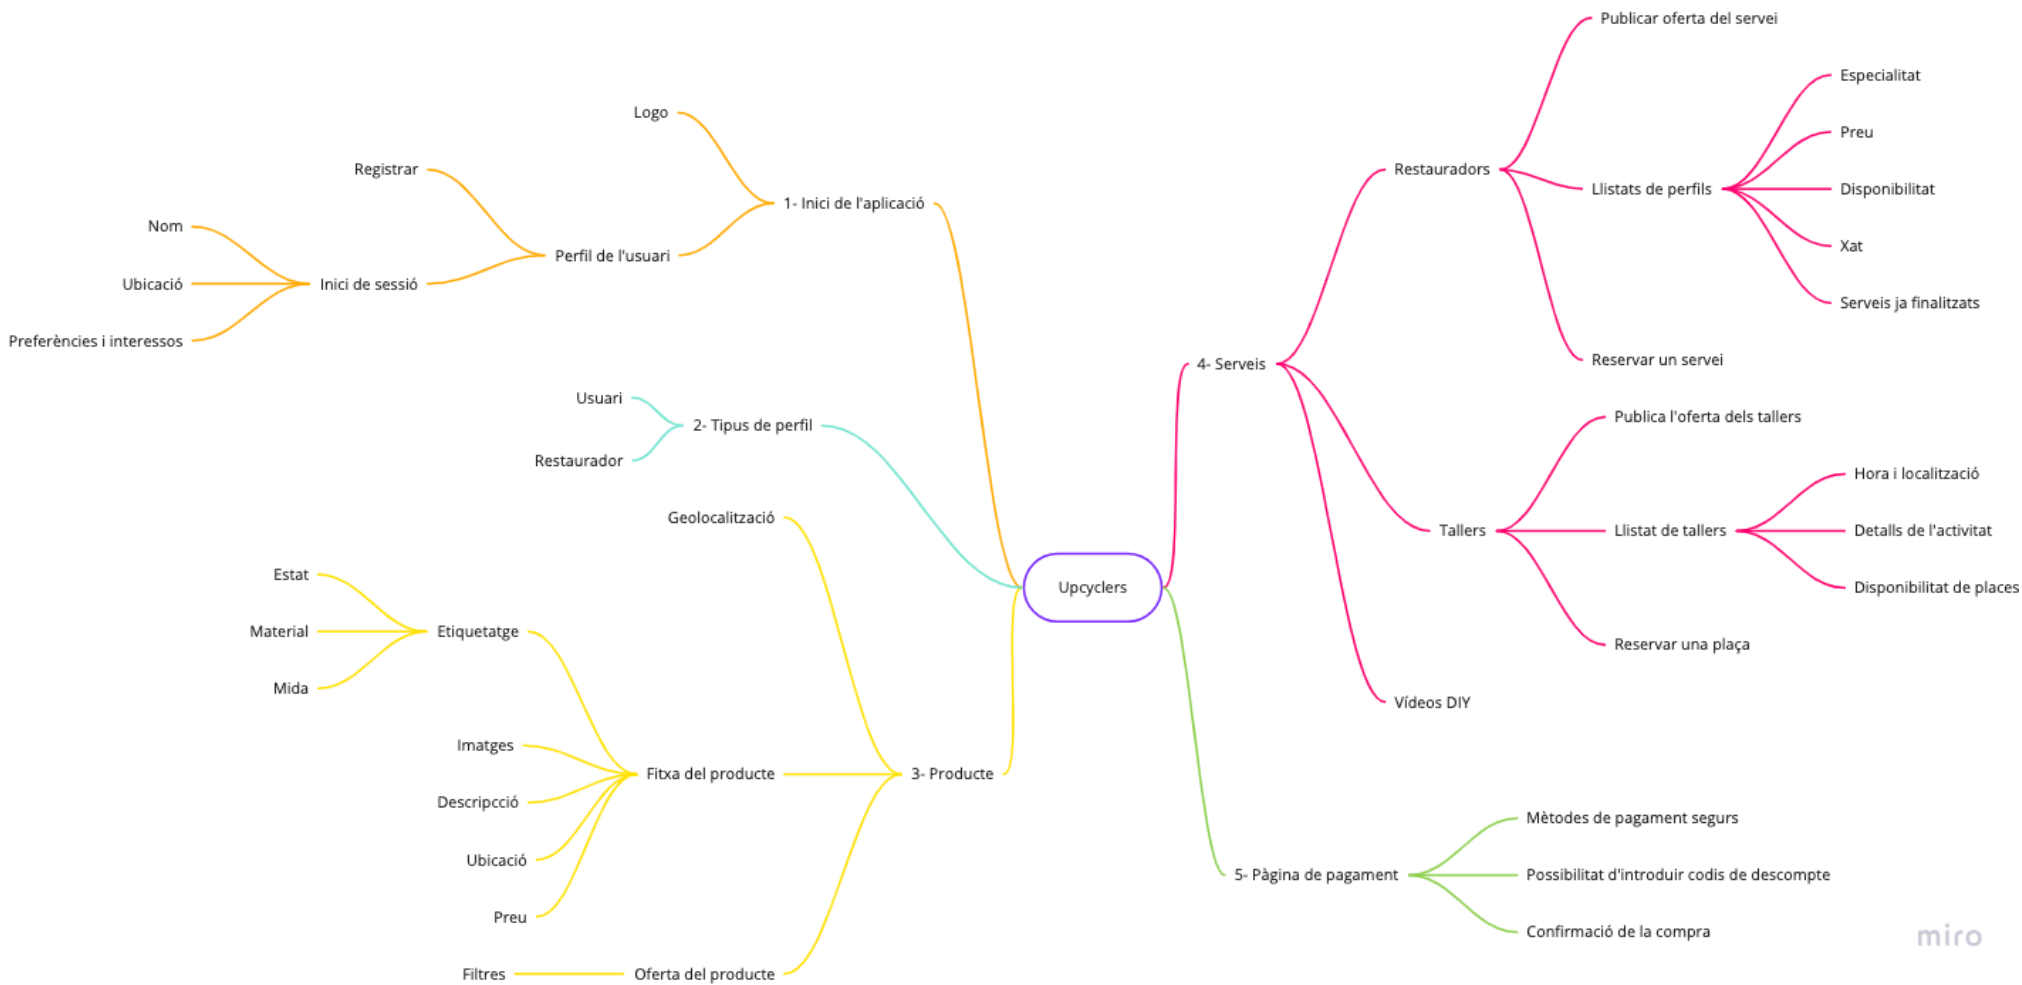 Upcyclers
1- Inici de l'aplicació
Logo
Perfil de l'usuari
Registrar
Inici de sessió
Nom
Ubicació
Preferències i interessos
2- Tipus de perfil
Usuari
Restaurador
3- Producte
Geolocalització
Fitxa del producte
Etiquetatge
Estat
Material
Mida
Imatges
Descripcció
Ubicació
Preu
Oferta del producte
Filtres
4- Serveis
Restauradors
Publicar oferta del servei
Llistats de perfils
Especialitat
Preu
Disponibilitat
Xat
Serveis ja finalitzats
Reservar un servei
Tallers
Publica l'oferta dels tallers
Llistat de tallers
Hora i localització
Detalls de l'activitat
Disponibilitat de places
Reservar una plaça
Vídeos DIY
5- Pàgina de pagament
Mètodes de pagament segurs
Possibilitat d'introduir codis de descompte
Confirmació de la compra
miro